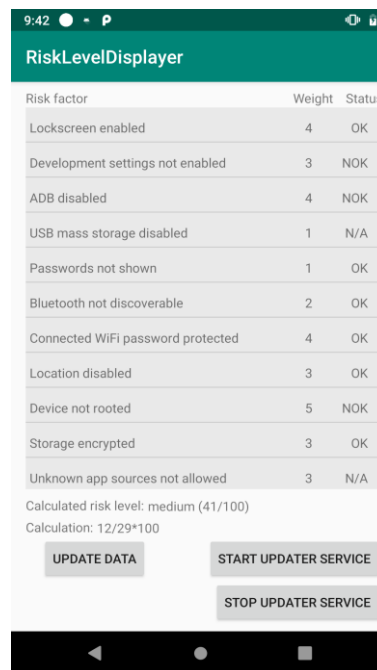 9:42
RiskLevelDisplayer
Risk factor Weight Statu
Lockscreen enabled 4 OK
Development settings not enabled 3 NOK
ADB disabled 4 NOK
USB mass storage disabled 1 N/A
Passwords not shown 1 OK
Bluetooth not discoverable 2 OK
Connected WiFi password protected 4 OK
Location disabled 3 OK
Device not rooted 5 NOK
Storage encrypted 3 OK
Unknown app sources not allowed 3 N/A
Calculated risk level: medium (41/100)
Calculation: 12/29*100
UPDATE DATA START UPDATER SERVICE
STOP UPDATER SERVICE